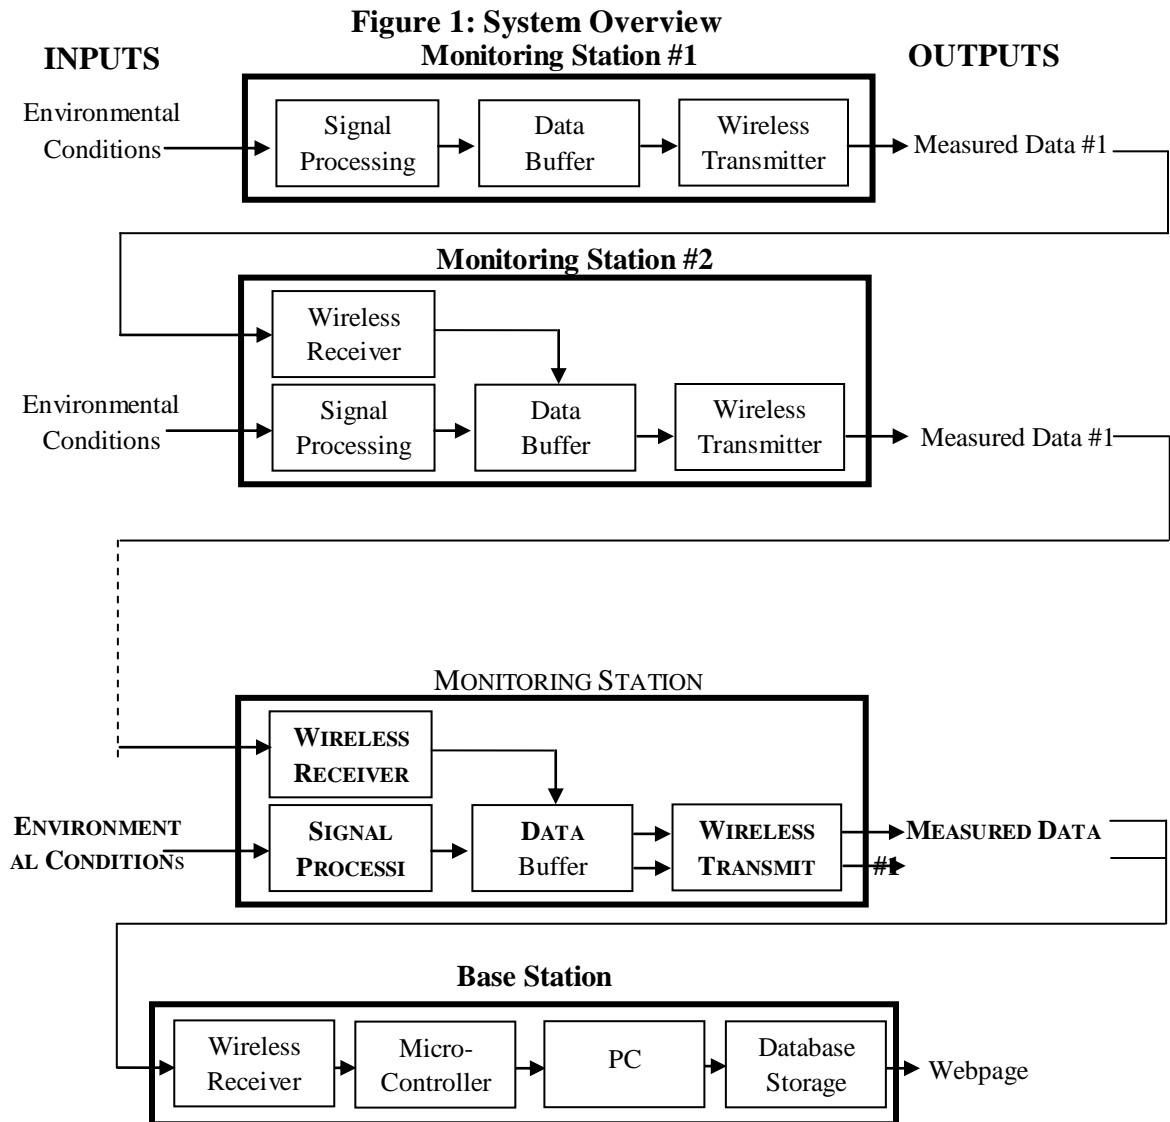 Figure 1: System Overview
INPUTS
Monitoring Station #1
OUTPUTS
Environmental
Conditions
Signal
Processing
Data
Buffer
Wireless
Transmitter
Measured Data #1
Monitoring Station #2
Wireless
Receiver
Environmental
Conditions
Signal
Processing
Data
Buffer
Wireless
Transmitter
Measured Data #1
MONITORING STATION
WIRELESS
RECEIVER
ENVIRONMENT
AL CONDITIONS
SIGNAL
PROCESSI
DATA
Buffer
WIRELESS
TRANSMIT
MEASURED DATA
#1
Base Station
Wireless
Receiver
Micro-
Controller
PC
Database
Storage
Webpage